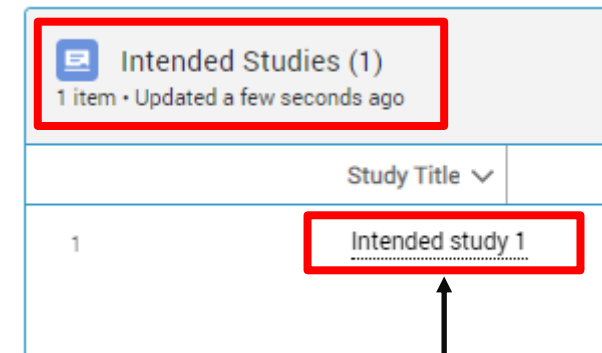 Intended Studies (1)
1 item • Updated a few seconds ago
Study Title
1 Intended study 1